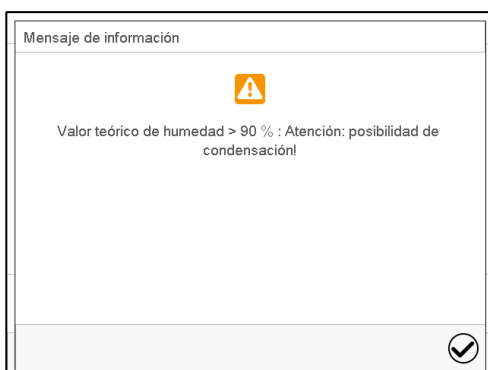 Mensaje de información
Valor teórico de humedad > 90 % : Atención: posibilidad de
condensación!